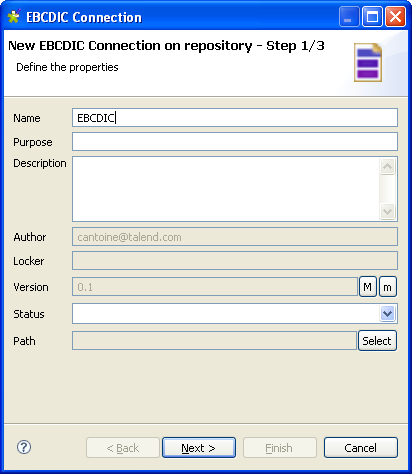 EBCDIC Connection
New EBCDIC Connection on repository - Step 1/3
Define the properties
Name EBCDIC
Purpose
Description
Author cantoine@talend.com
Locker
Version 0.1 M m
Status
Path Select
? < Back Next > Finish Cancel